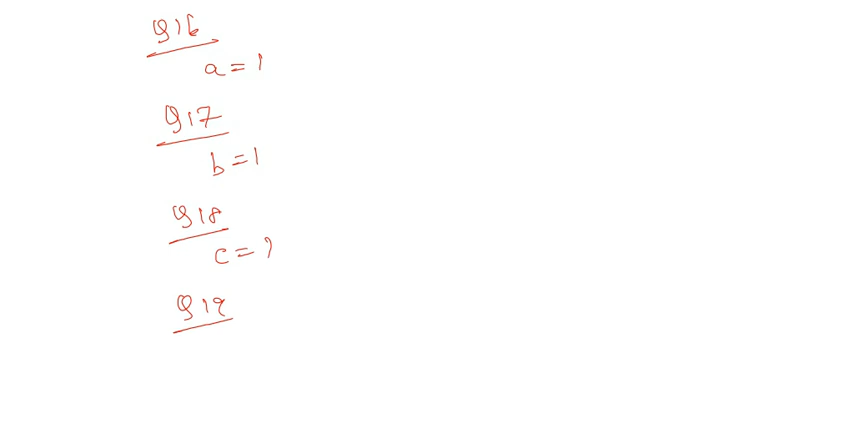 Q16
a = 1
Q17
b = 1
Q18
c = 1
Q19